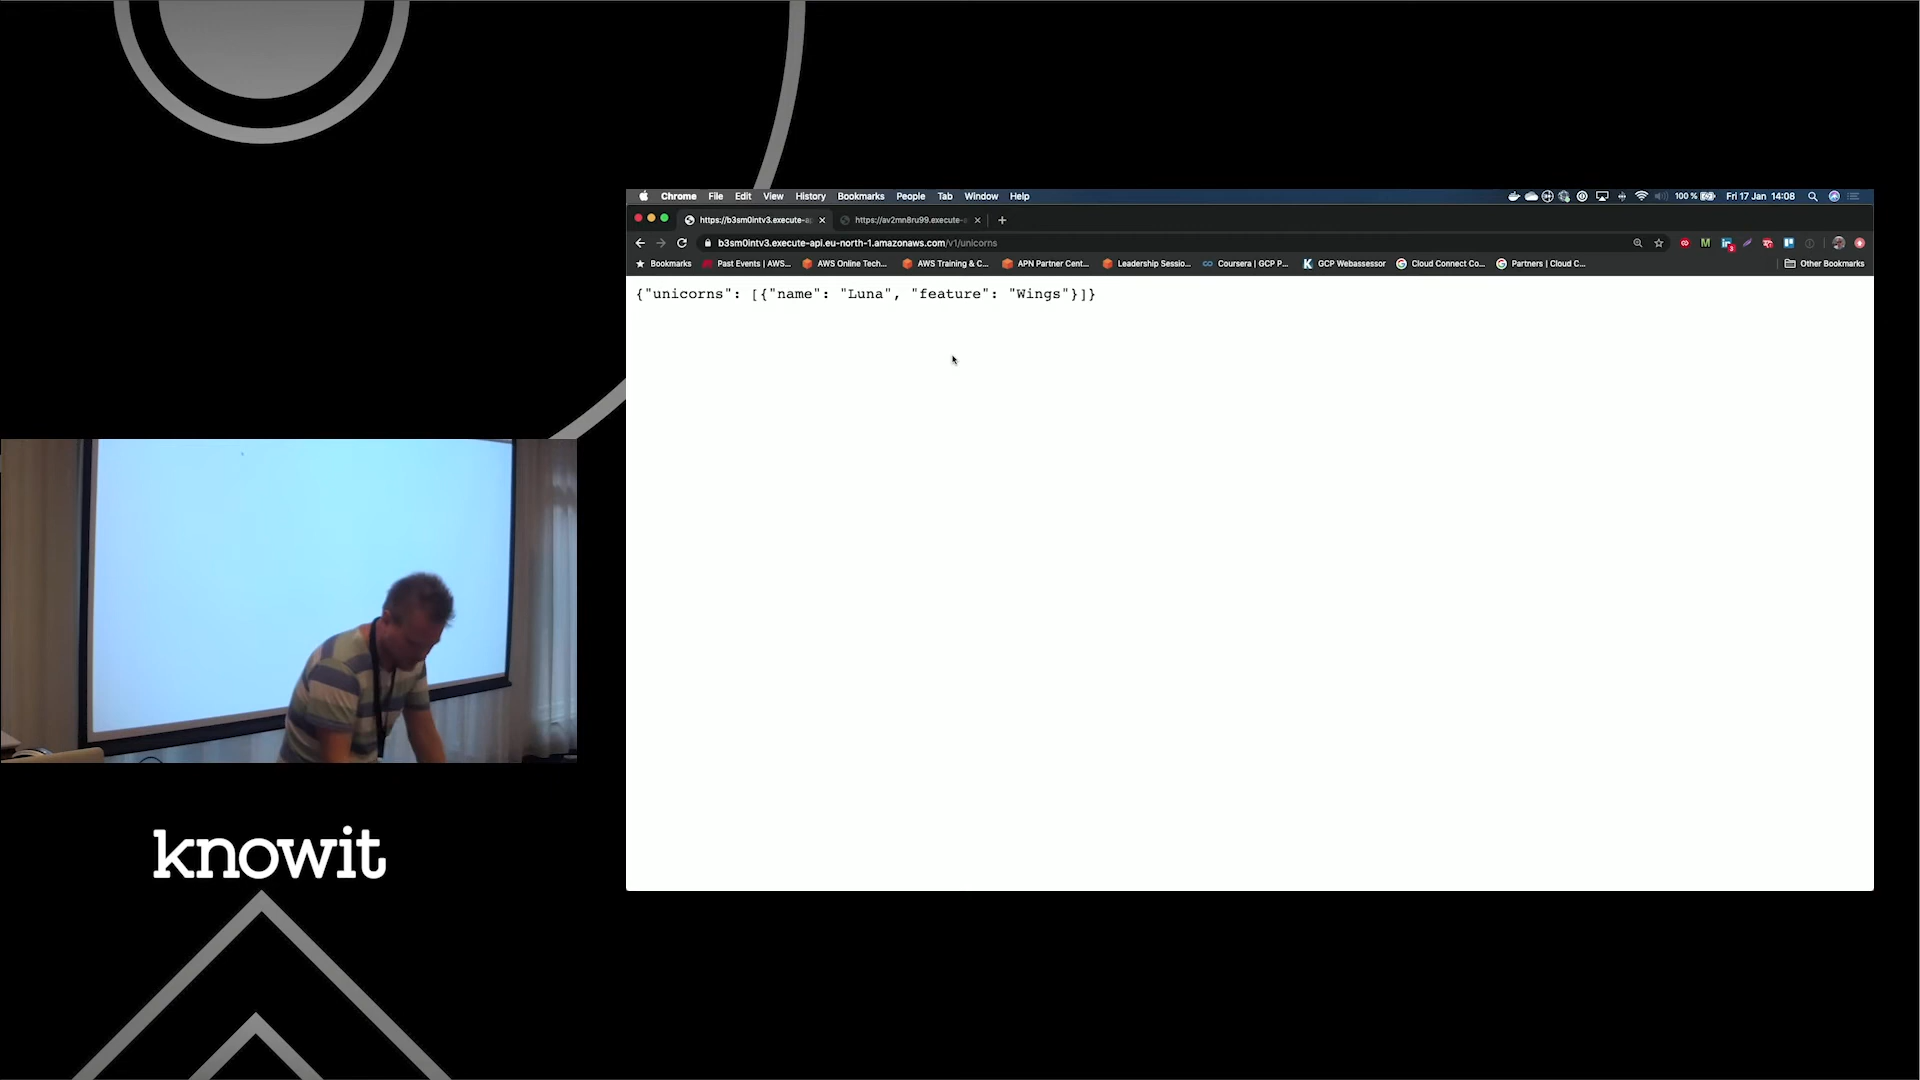 Chrome File Edit View History Bookmarks People Tab Window Help 100 % Fri 17 Jan 14:08
https://b3sm0intv3.execute-ap https://av2mn8ru99.execute-a
b3sm0intv3.execute-api.eu-north-1.amazonaws.com/v1/unicorns
Bookmarks Past Events | AWS... AWS Online Tech... AWS Training & C... APN Partner Cent... Leadership Sessio... Coursera | GCP P... GCP Webassessor Cloud Connect Co... Partners | Cloud C... Other Bookmarks
{"unicorns": [{"name": "Luna", "feature": "Wings"}]}
knowit